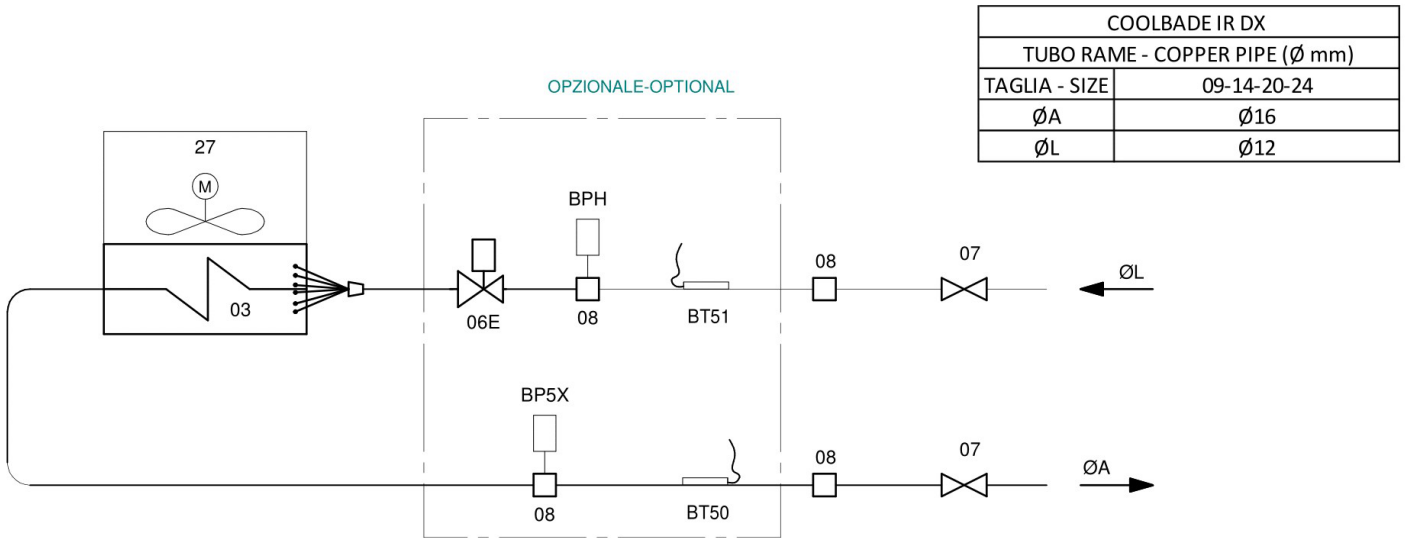 COOLBADE IR DX
TUBO RAME - COPPER PIPE (Ø mm)
TAGLIA - SIZE 09-14-20-24
ØA Ø16
ØL Ø12
OPZIONALE-OPTIONAL
27
M
BPH
08
07
ØL
03
06E
08
BT51
BP5X
08
07
ØA
08
BT50